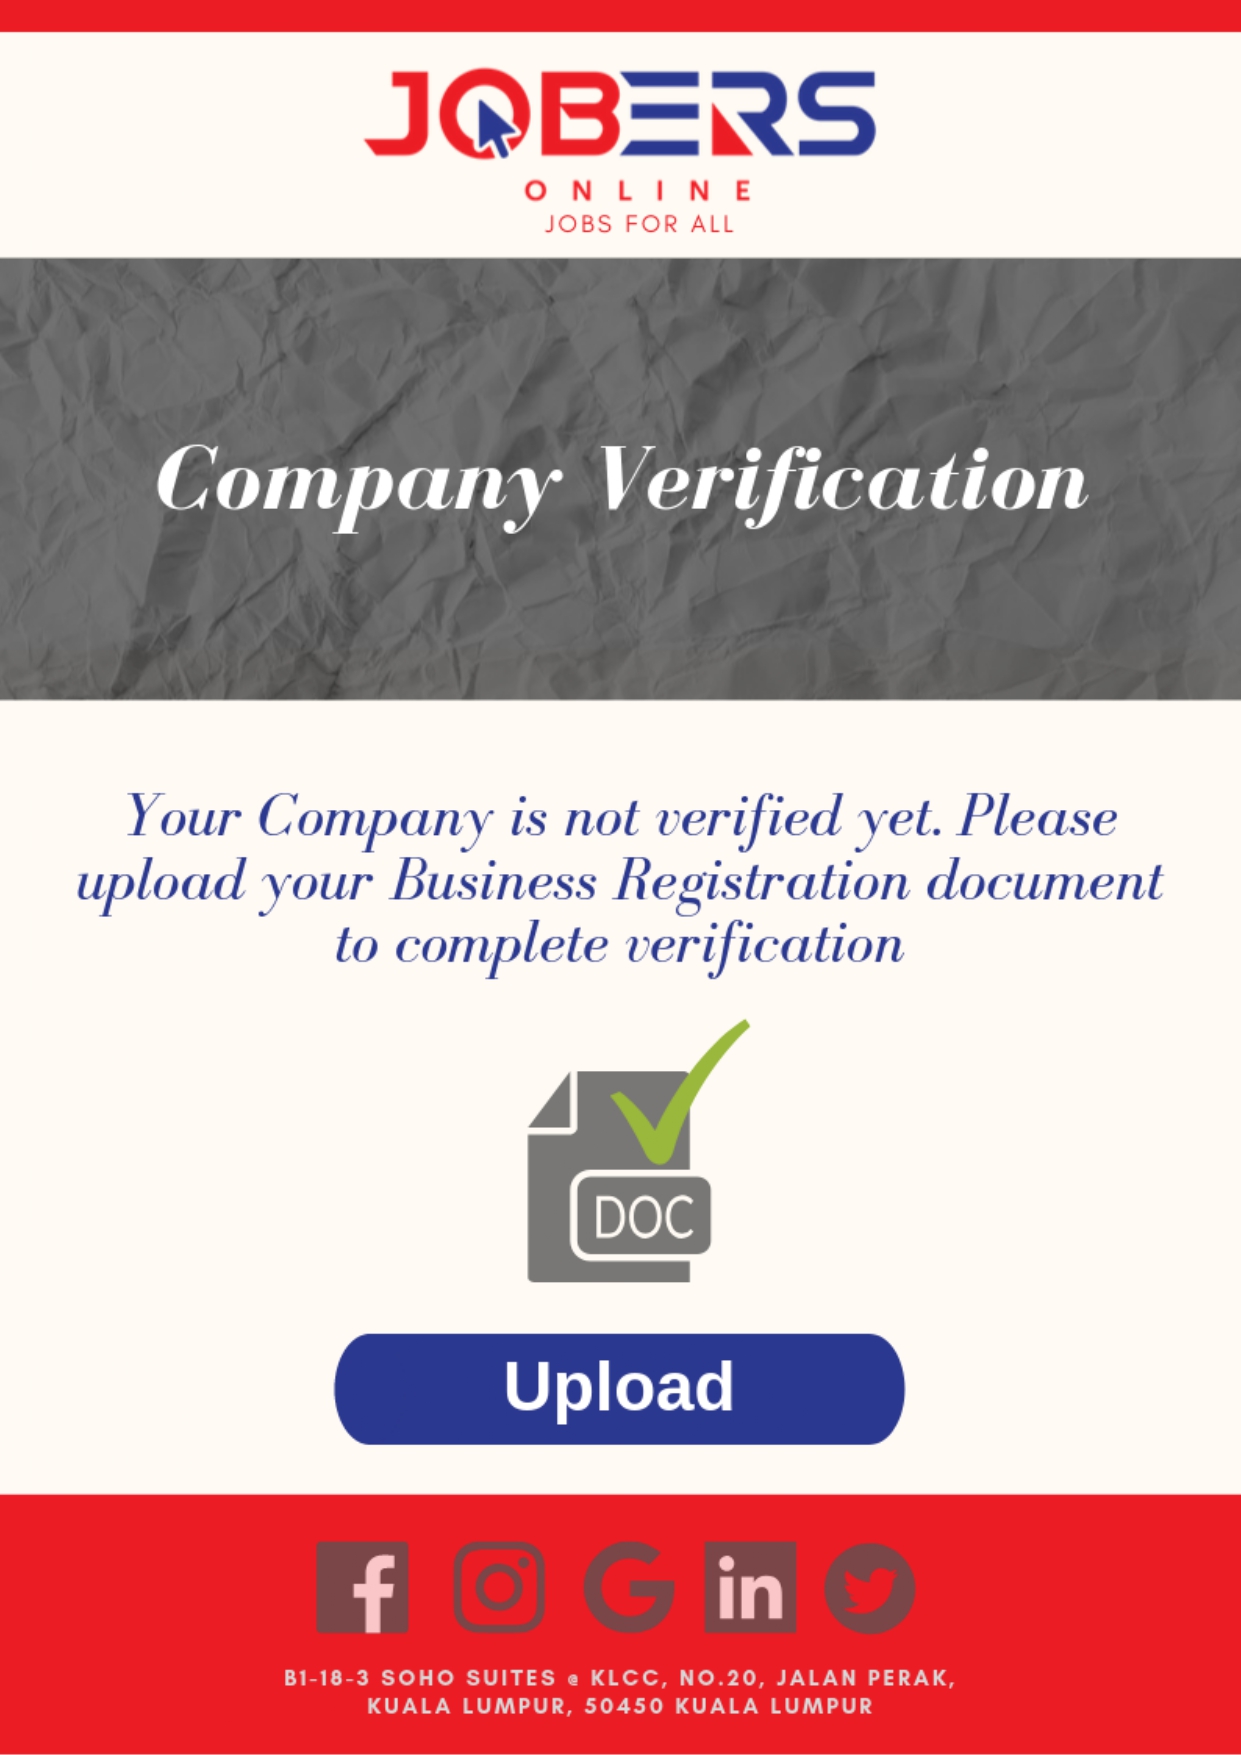 JOBERS
ONLINE
JOBS FOR ALL
Company Verification
Your Company is not verified yet. Please
upload your Business Registration document
to complete verification
DOC
Upload
f
G
in
B1-18-3 SOHO SUITES @ KLCC, NO.20, JALAN PERAK,
KUALA LUMPUR, 50450 KUALA LUMPUR